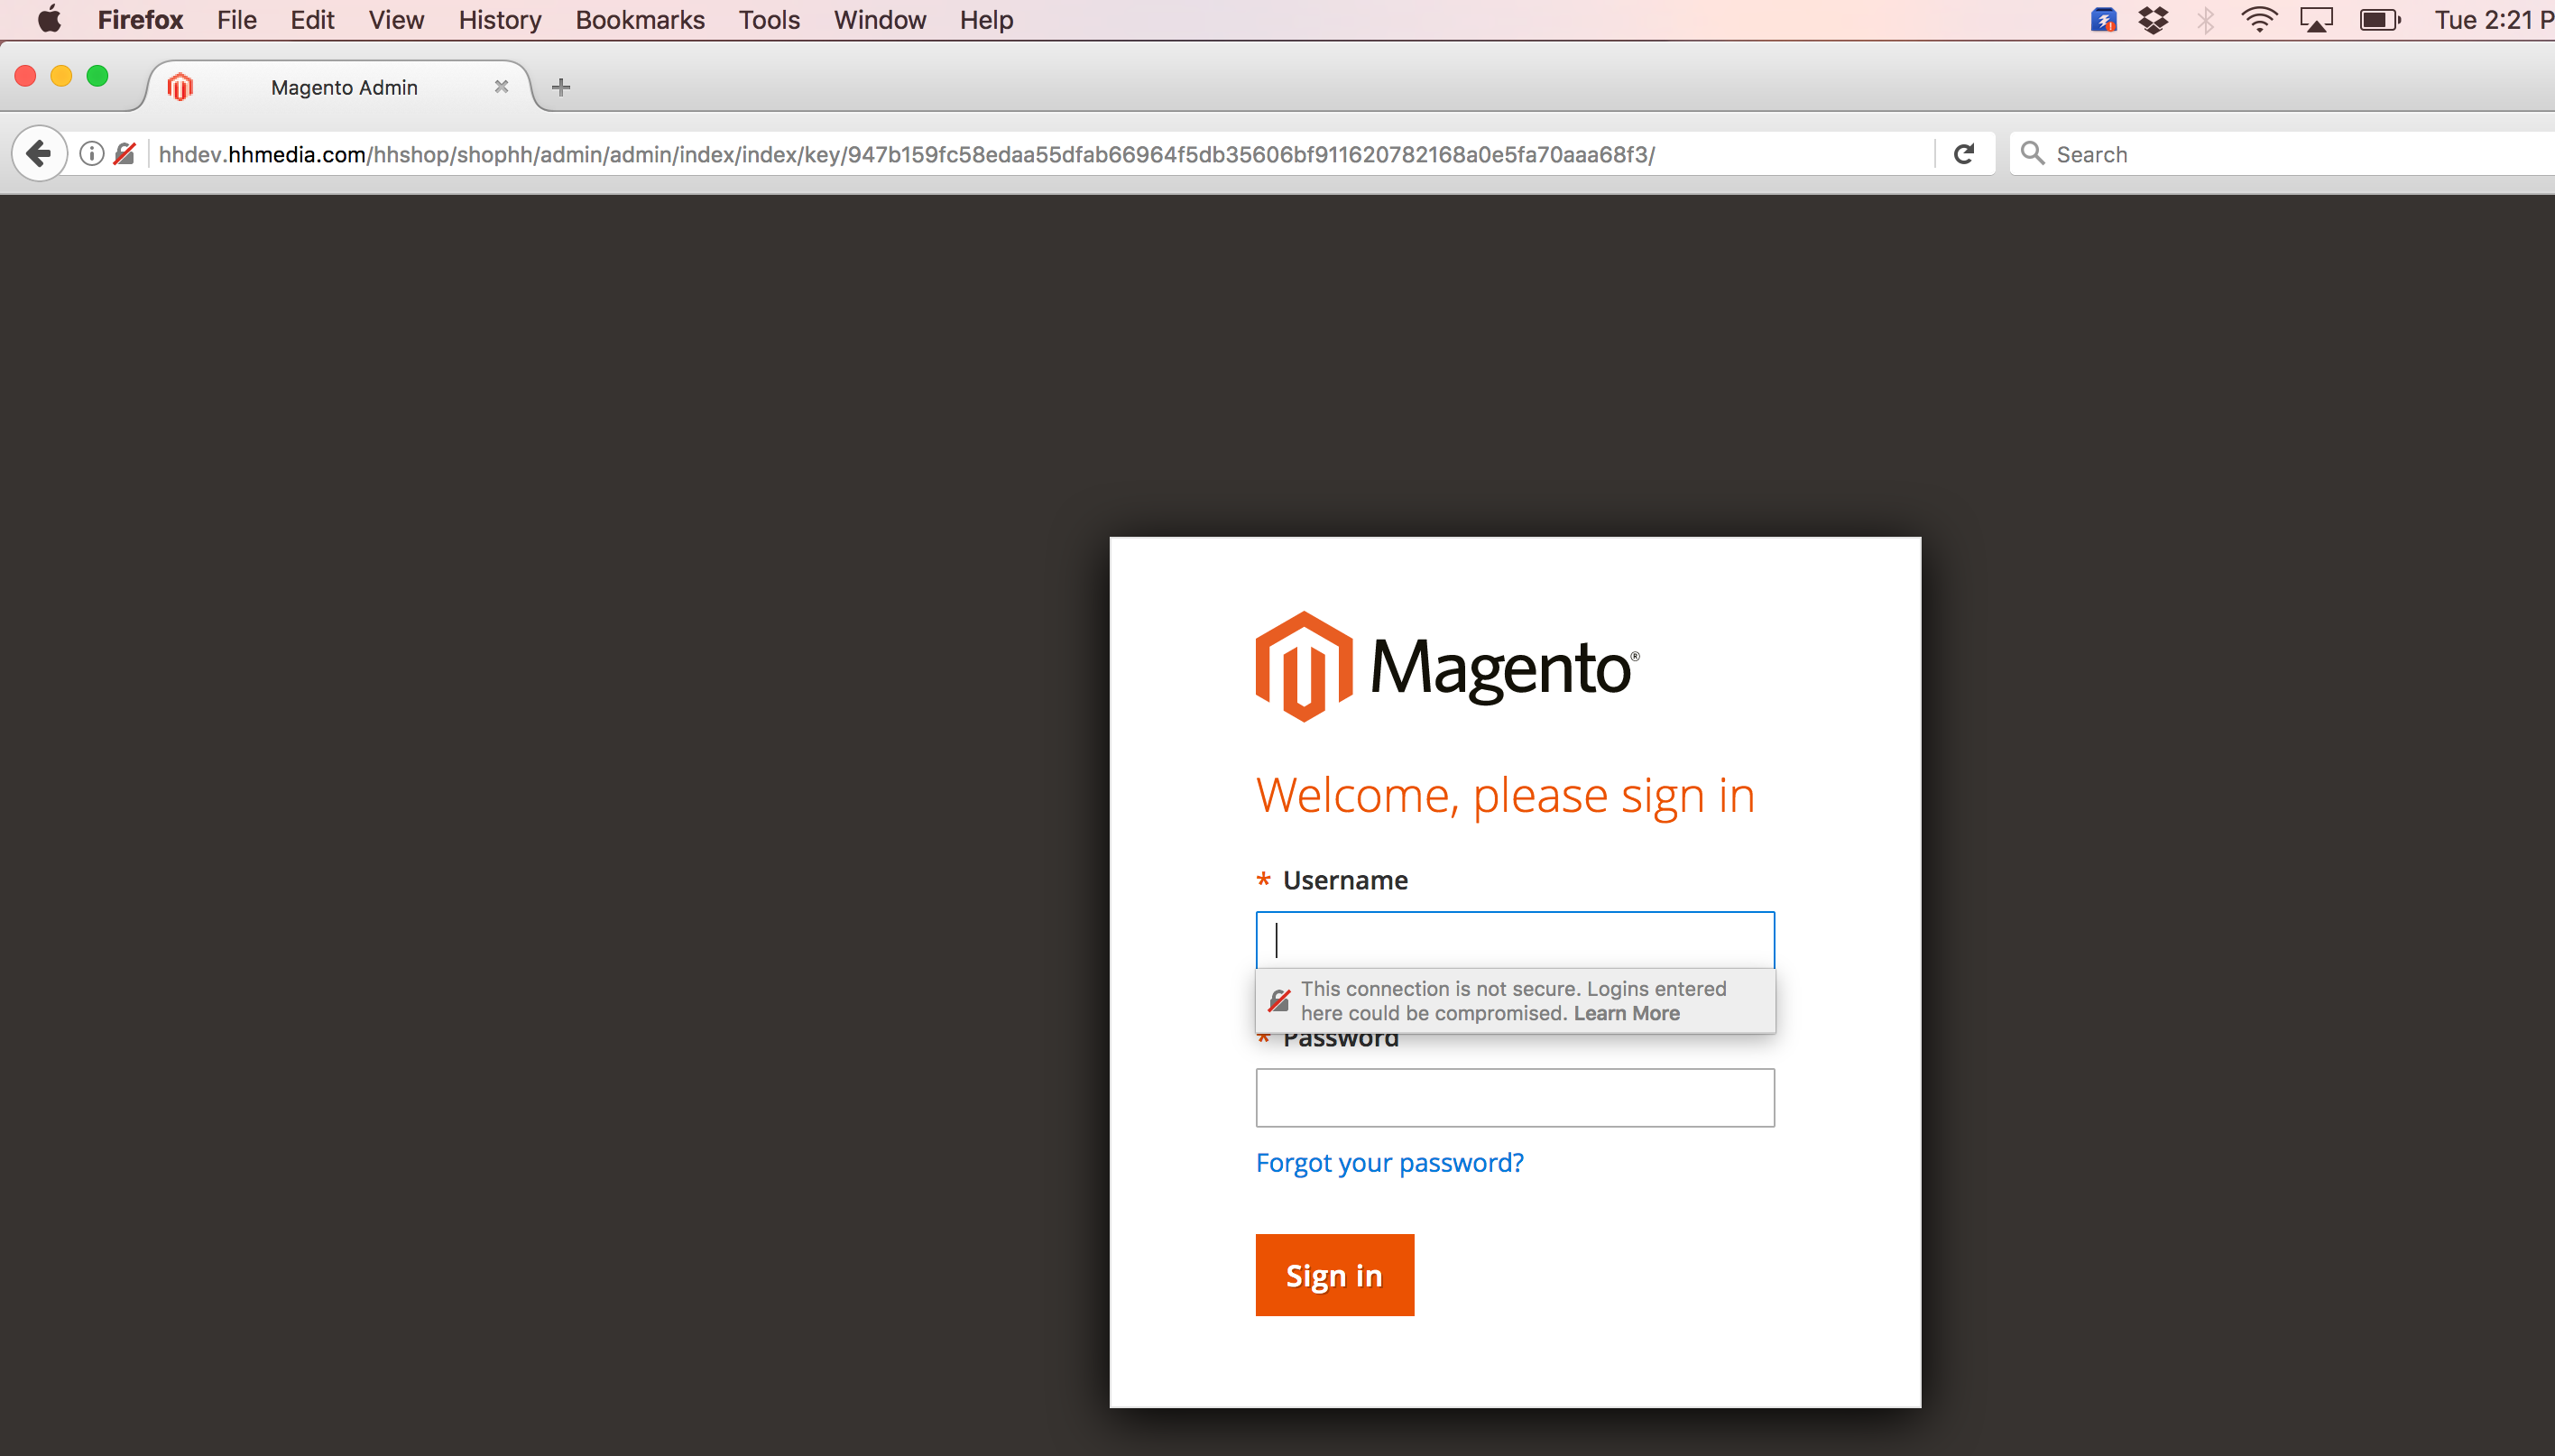 Firefox File Edit View History Bookmarks Tools Window Help Tue 2:21 P
Magento Admin
hhdev.hhmedia.com/hhshop/shophh/admin/admin/index/index/key/947b159fc58edaa55dfab66964f5db35606bf911620782168a0e5fa70aaa68f3/ Search
Magento®
Welcome, please sign in
* Username
This connection is not secure. Logins entered
here could be compromised. Learn More
* Password
Forgot your password?
Sign in